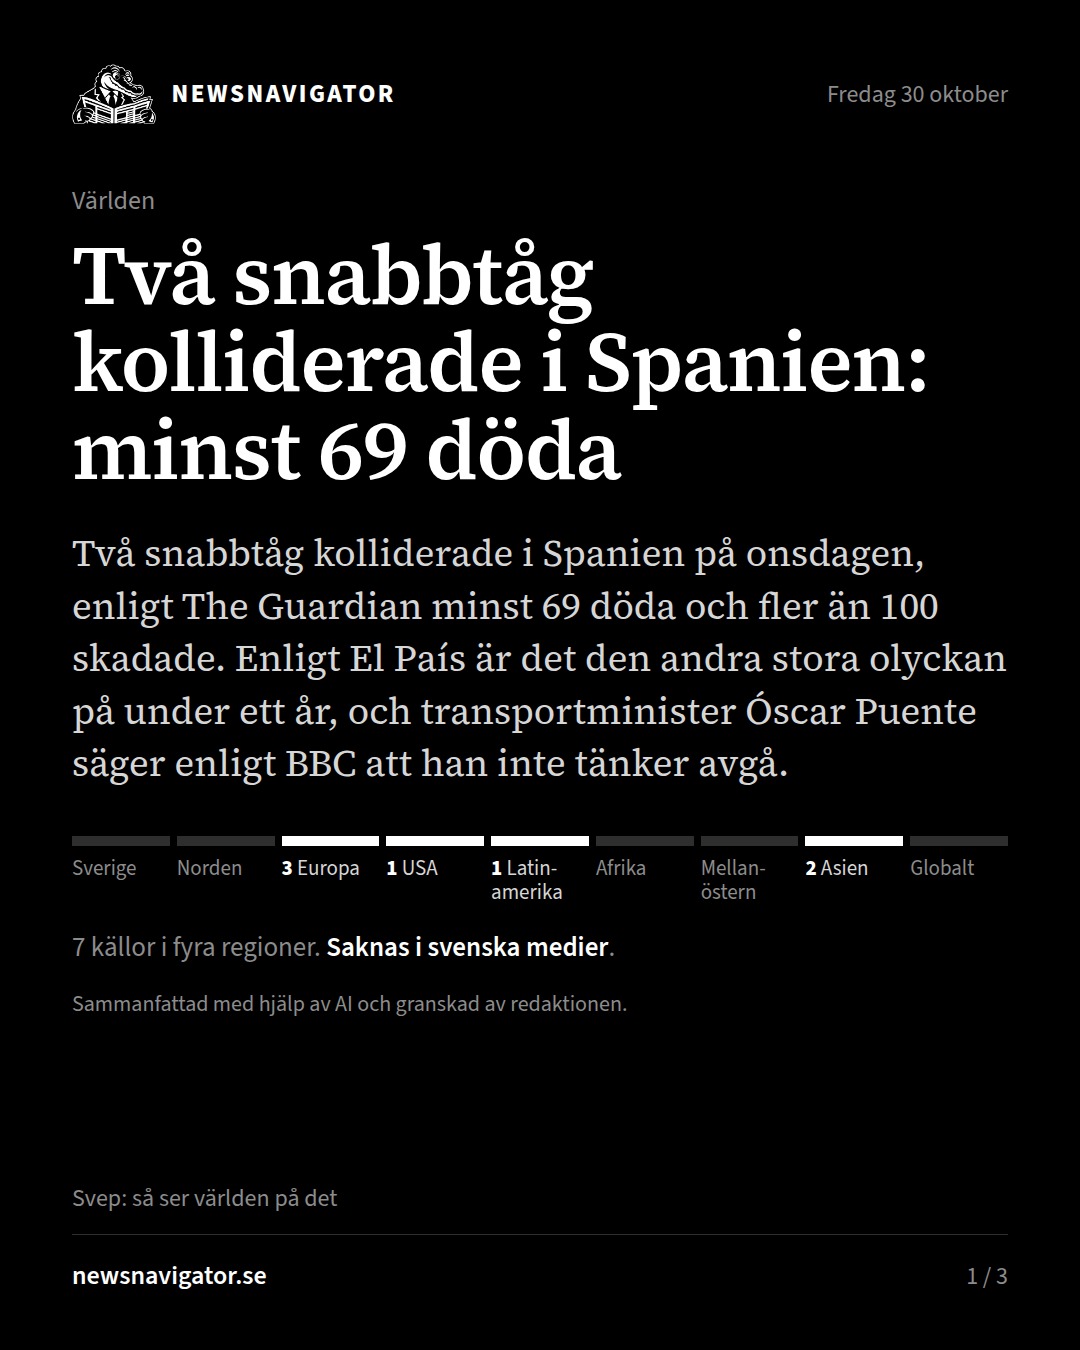 NEWSNAVIGATOR
Fredag 30 oktober
Världen
Två snabbtåg
kolliderade i Spanien:
minst 69 döda
Två snabbtåg kolliderade i Spanien på onsdagen,
enligt The Guardian minst 69 döda och fler än 100
skadade. Enligt El País är det den andra stora olyckan
på under ett år, och transportminister Óscar Puente
säger enligt BBC att han inte tänker avgå.
Sverige
Norden
3 Europa
1 USA
1 Latin-
amerika
Afrika
Mellan-
östern
2 Asien
Globalt
7 källor i fyra regioner. Saknas i svenska medier.
Sammanfattad med hjälp av AI och granskad av redaktionen.
Svep: så ser världen på det
newsnavigator.se
1 / 3